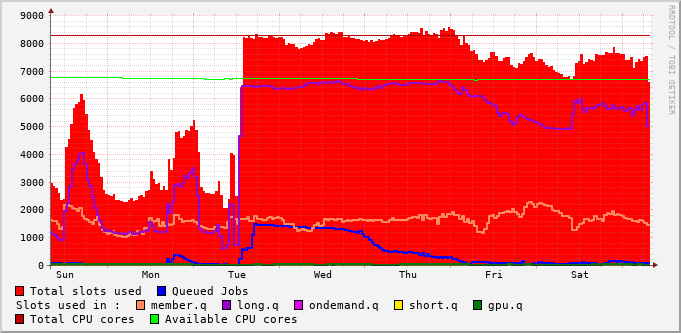 9000
8000
7000
6000
5000
4000
3000
2000
1000
0
Sun Mon Tue Wed Thu Fri Sat
RRDTOOL / TOBI OETIKER
Total slots used Queued Jobs
Slots used in : member.q long.q ondemand.q short.q gpu.q
Total CPU cores Available CPU cores